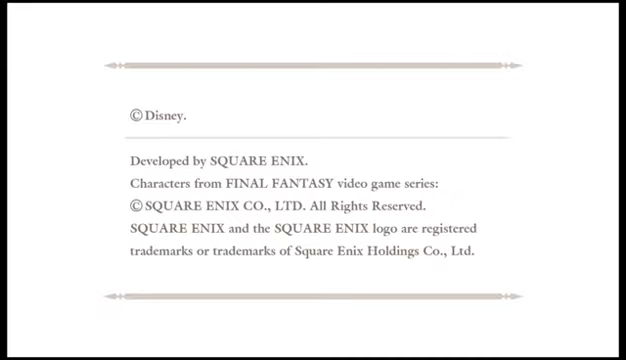 © Disney.
Developed by SQUARE ENIX.
Characters from FINAL FANTASY video game series:
© SQUARE ENIX CO., LTD. All Rights Reserved.
SQUARE ENIX and the SQUARE ENIX logo are registered
trademarks or trademarks of Square Enix Holdings Co., Ltd.